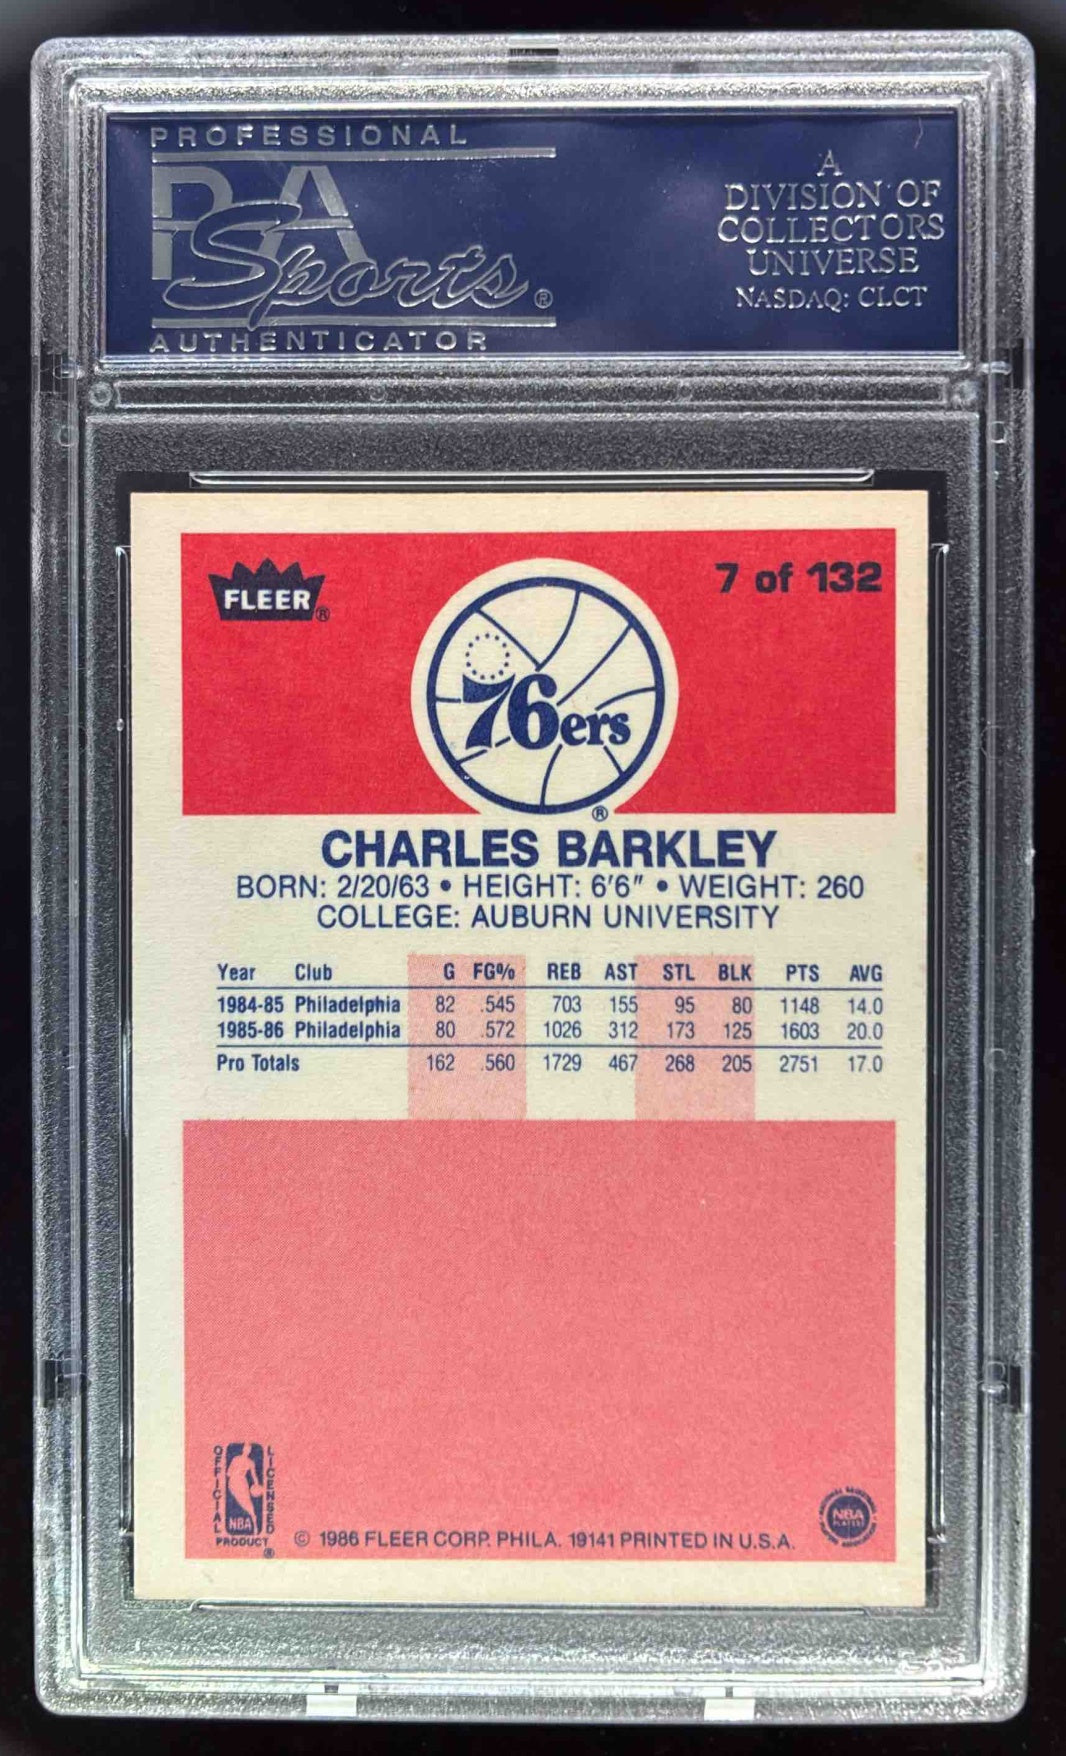 PROFESSIONAL
PSA
Sports®
AUTHENTICATOR
A
DIVISION OF
COLLECTORS
UNIVERSE
NASDAQ: CLCT
FLEER®
7 of 132
76ers
®
CHARLES BARKLEY
BORN: 2/20/63 • HEIGHT: 6'6" • WEIGHT: 260
COLLEGE: AUBURN UNIVERSITY
Year Club G FG% REB AST STL BLK PTS AVG
1984-85 Philadelphia 82 .545 703 155 95 80 1148 14.0
1985-86 Philadelphia 80 .572 1026 312 173 125 1603 20.0
Pro Totals 162 .560 1729 467 268 205 2751 17.0
OFFICIAL
LICENSED
NBA
PRODUCT
®
© 1986 FLEER CORP. PHILA. 19141 PRINTED IN U.S.A.
NBA
PLAYERS